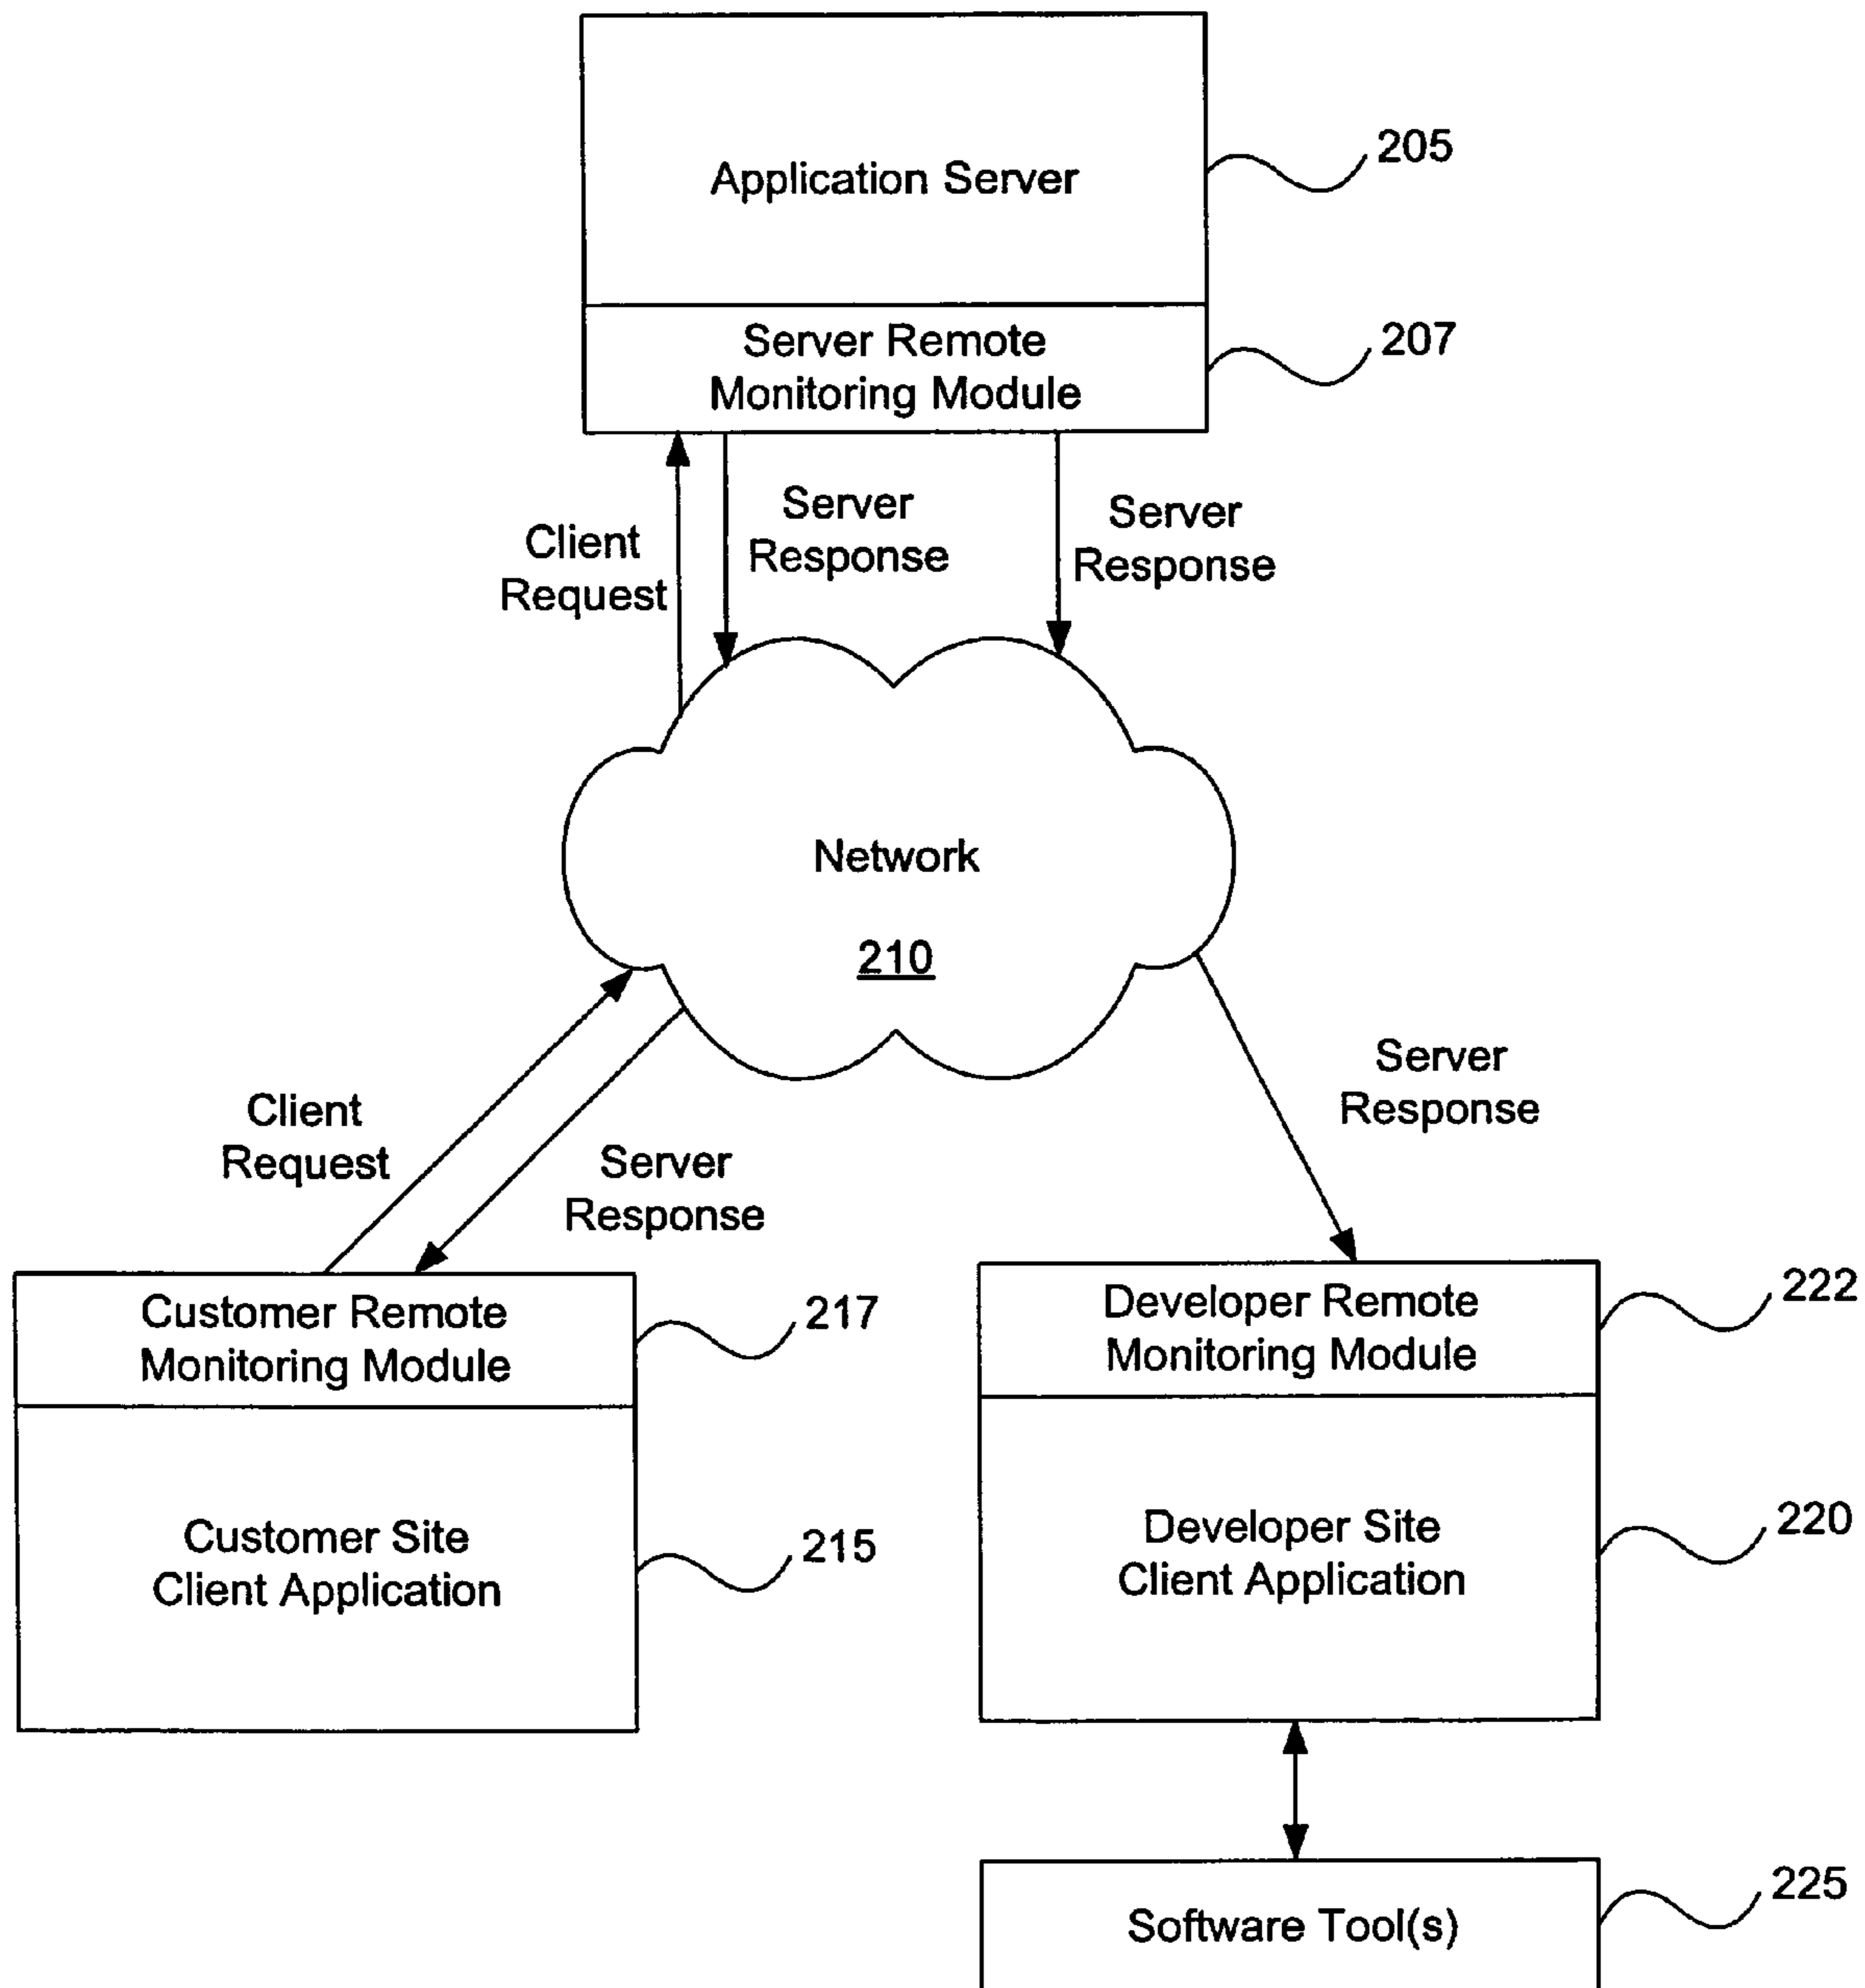 Application Server
205
Server Remote
Monitoring Module
207
Client
Request
Server
Response
Server
Response
Network
210
Client
Request
Server
Response
Server
Response
Customer Remote
Monitoring Module
217
Developer Remote
Monitoring Module
222
Customer Site
Client Application
215
Developer Site
Client Application
220
Software Tool(s)
225